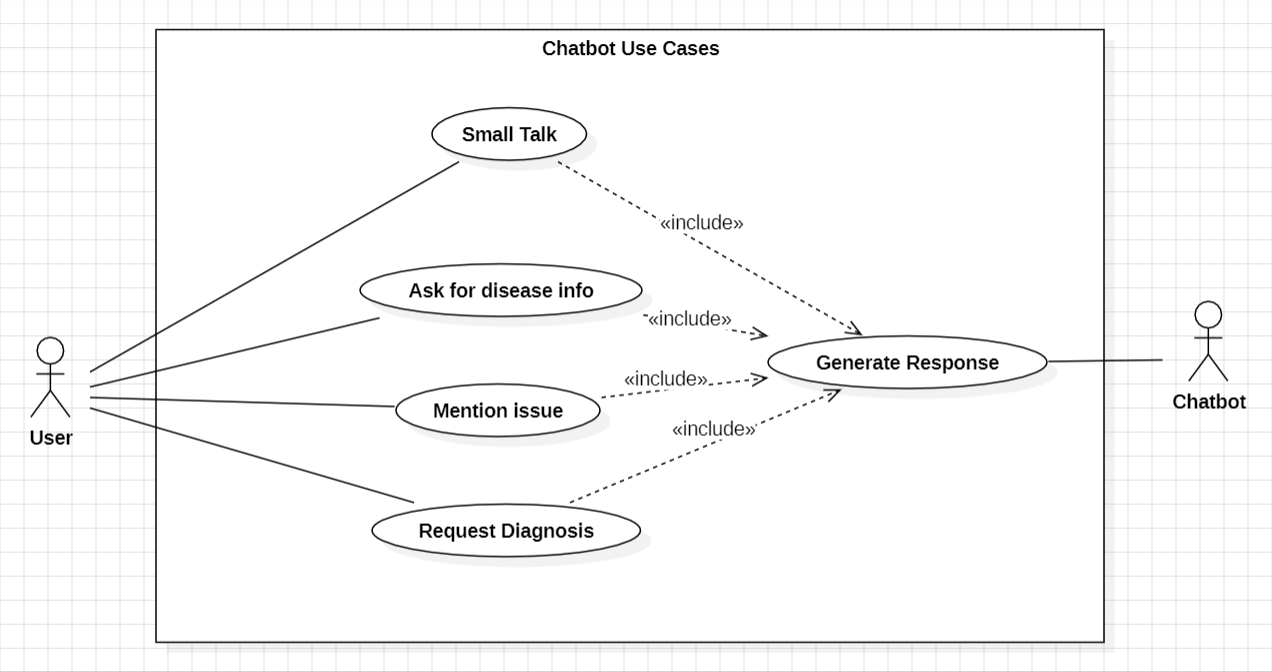 Chatbot Use Cases
Small Talk
«include»
Ask for disease info
«include»
Generate Response
«include»
Mention issue
«include»
Request Diagnosis
User
Chatbot